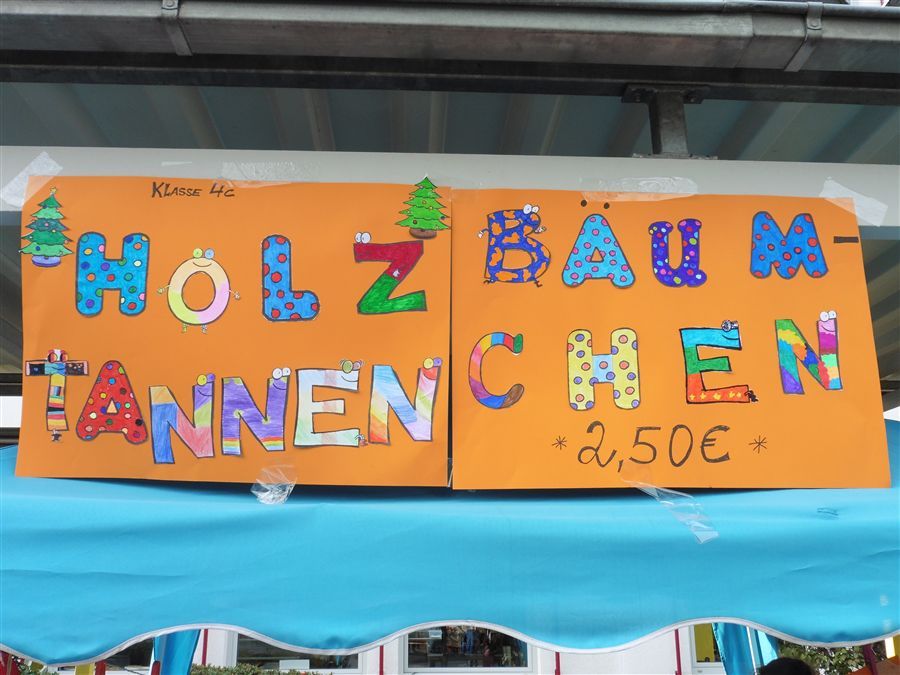 KLASSE 4c
HOLZ
TANNEN
BÄUM-
CHEN
*2,50€*